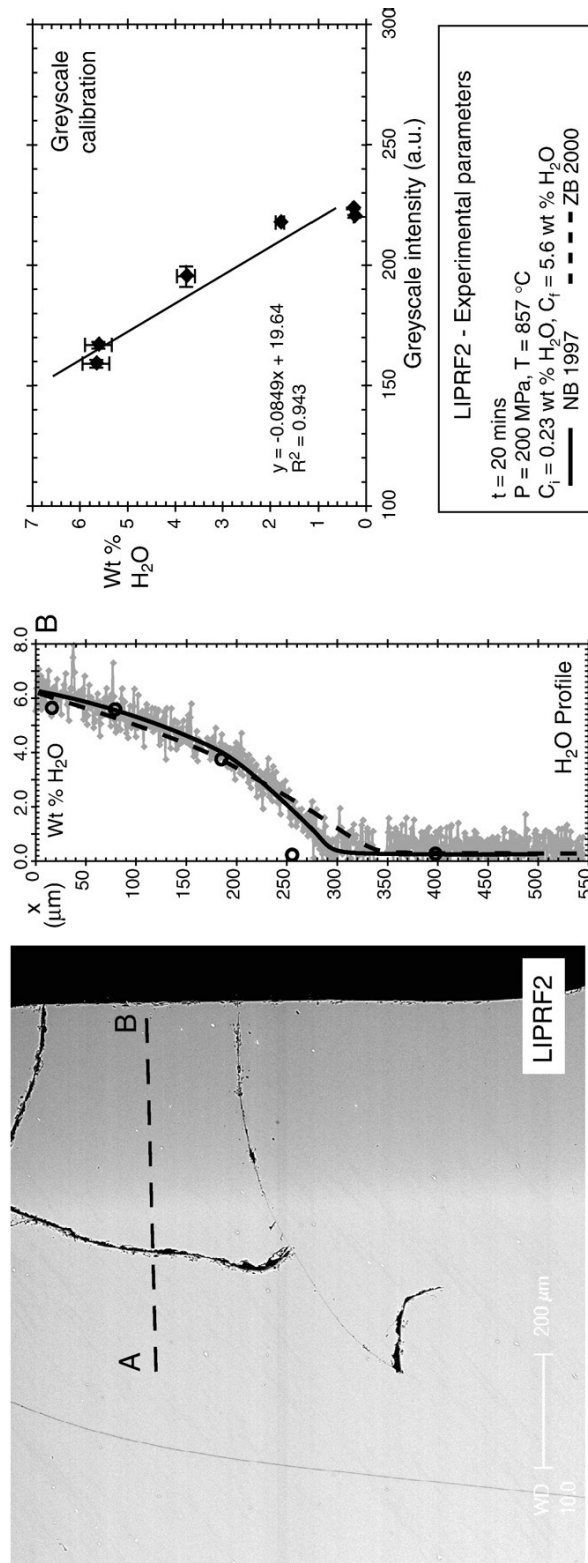 A
B
WD
10.0
200 µm
LIPRF2
x
(µm)
0.0 2.0 4.0 6.0 8.0
Wt % H₂O
B
0
50
100
150
200
250
300
350
400
450
500
550
H₂O Profile
Greyscale
calibration
Wt %
H₂O
7
6
5
4
3
2
1
0
y = -0.0849x + 19.64
R² = 0.943
100 150 200 250 300
Greyscale intensity (a.u.)
LIPRF2 - Experimental parameters
t = 20 mins
P = 200 MPa, T = 857 °C
Cᵢ = 0.23 wt % H₂O, C_f = 5.6 wt % H₂O
NB 1997 ZB 2000